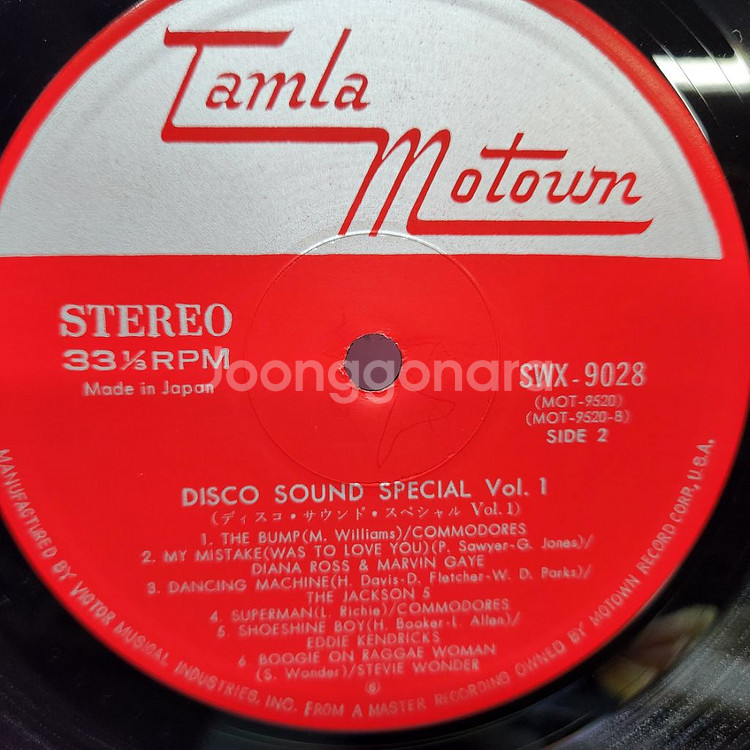 Tamla
Motown
STEREO
33⅓RPM
Made in Japan
Joonggonara
SWX-9028
(MOT-9520)
(MOT-9520-B)
SIDE 2
DISCO SOUND SPECIAL Vol. 1
(ディスコ・サウンド・スペシャル Vol.1)
1. THE BUMP(M. Williams)/COMMODORES
2. MY MISTAKE(WAS TO LOVE YOU)(P. Sawyer-G. Jones)/
DIANA ROSS & MARVIN GAYE
3. DANCING MACHINE(H. Davis-D. Fletcher-W. D. Parks)/
THE JACKSON 5
4. SUPERMAN(L. Richie)/COMMODORES
5. SHOESHINE BOY(H. Booker-L. Allen)/
EDDIE KENDRICKS
6. BOOGIE ON RAGGAE WOMAN
(S. Wonder)/STEVIE WONDER
6
MANUFACTURED BY VICTOR MUSICAL INDUSTRIES, INC. FROM A MASTER RECORDING OWNED BY MOTOWN RECORD CORP., U.S.A.